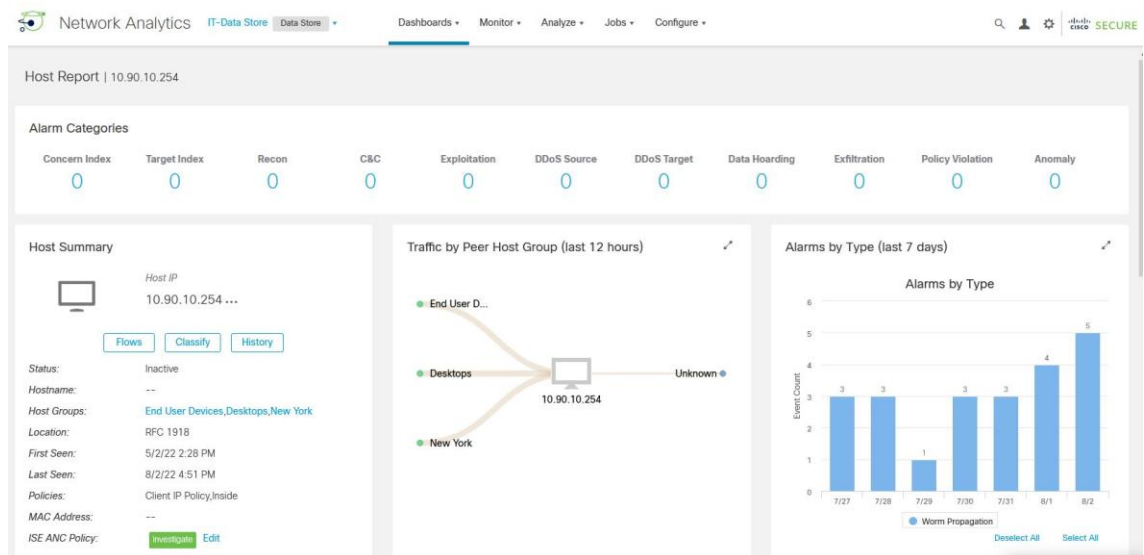 Network Analytics IT-Data Store Data Store Dashboards Monitor Analyze Jobs Configure CISCO SECURE
Host Report | 10.90.10.254
Alarm Categories
Concern Index Target Index Recon C&C Exploitation DDoS Source DDoS Target Data Hoarding Exfiltration Policy Violation Anomaly
0 0 0 0 0 0 0 0 0 0 0
Host Summary
Host IP
10.90.10.254 ...
Flows Classify History
Status: Inactive
Hostname: --
Host Groups: End User Devices,Desktops,New York
Location: RFC 1918
First Seen: 5/2/22 2:28 PM
Last Seen: 8/2/22 4:51 PM
Policies: Client IP Policy,Inside
MAC Address: --
ISE ANC Policy: Investigate Edit
Traffic by Peer Host Group (last 12 hours)
End User D...
Desktops
New York
10.90.10.254
Unknown
Alarms by Type (last 7 days)
Alarms by Type
Event Count
6
5
4
3
2
1
0
3 3 1 3 3 4 5
7/27 7/28 7/29 7/30 7/31 8/1 8/2
Worm Propagation
Deselect All Select All